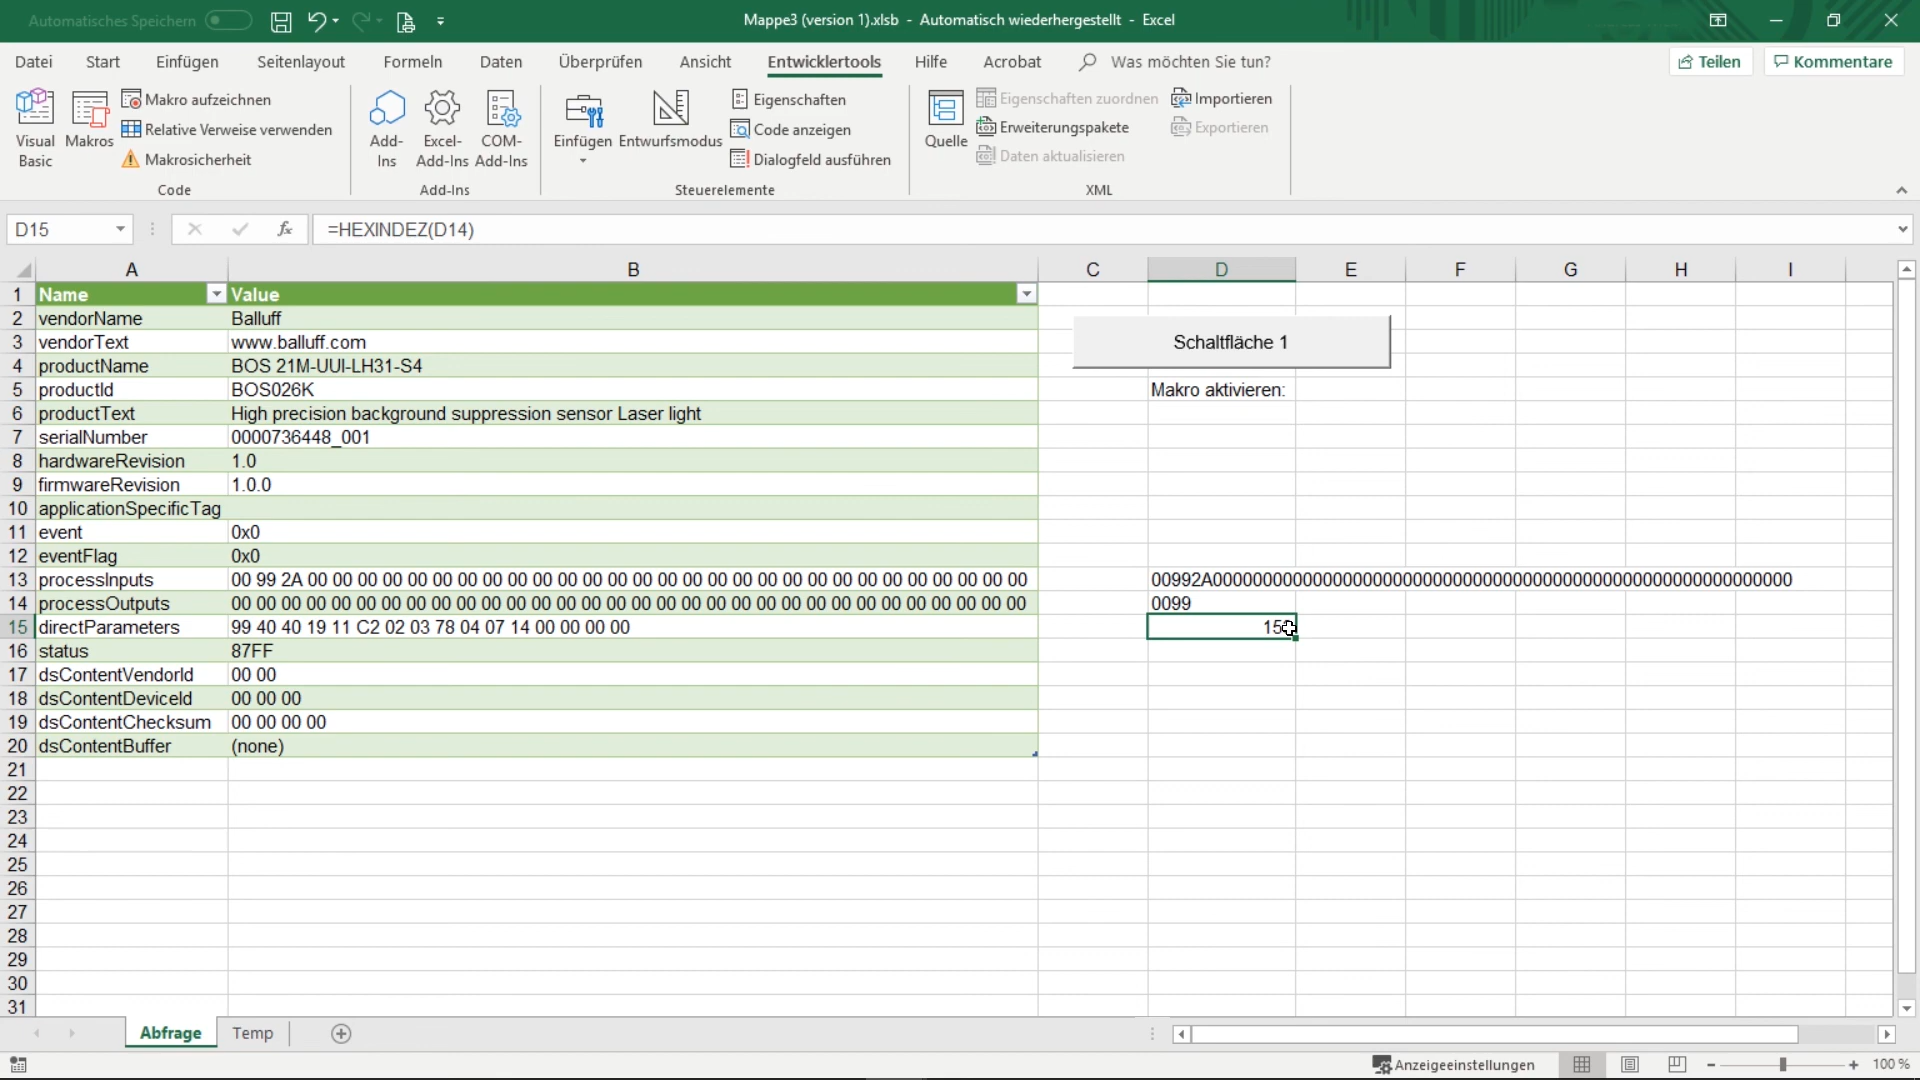 Automatisches Speichern
Mappe3 (version 1).xlsb - Automatisch wiederhergestellt - Excel
Datei Start Einfügen Seitenlayout Formeln Daten Überprüfen Ansicht Entwicklertools Hilfe Acrobat Was möchten Sie tun? Teilen Kommentare
Visual Basic
Makros
Makro aufzeichnen
Relative Verweise verwenden
Makrosicherheit
Code
Add-Ins
Excel-Add-Ins
COM-Add-Ins
Add-Ins
Einfügen
Entwurfsmodus
Eigenschaften
Code anzeigen
Dialogfeld ausführen
Steuerelemente
Quelle
Eigenschaften zuordnen
Erweiterungspakete
Daten aktualisieren
Importieren
Exportieren
XML
D15 fx =HEXINDEZ(D14)
A B C D E F G H I
1 Name Value
2 vendorName Balluff
3 vendorText www.balluff.com
Schaltfläche 1
4 productName BOS 21M-UUI-LH31-S4
5 productId BOS026K Makro aktivieren:
6 productText High precision background suppression sensor Laser light
7 serialNumber 0000736448_001
8 hardwareRevision 1.0
9 firmwareRevision 1.0.0
10 applicationSpecificTag
11 event 0x0
12 eventFlag 0x0
13 processInputs 00 99 2A 00 00 00 00 00 00 00 00 00 00 00 00 00 00 00 00 00 00 00 00 00 00 00 00 00 00 00 00 00 00992A0000000000000000000000000000000000000000000000000000000000
14 processOutputs 00 00 00 00 00 00 00 00 00 00 00 00 00 00 00 00 00 00 00 00 00 00 00 00 00 00 00 00 00 00 00 00 0099
15 directParameters 99 40 40 19 11 C2 02 03 78 04 07 14 00 00 00 00
16 status 87FF
17 dsContentVendorId 00 00
18 dsContentDeviceId 00 00 00
19 dsContentChecksum 00 00 00 00
20 dsContentBuffer (none)
21
22
23
24
25
26
27
28
29
30
31
Abfrage Temp
Anzeigeeinstellungen 100 %